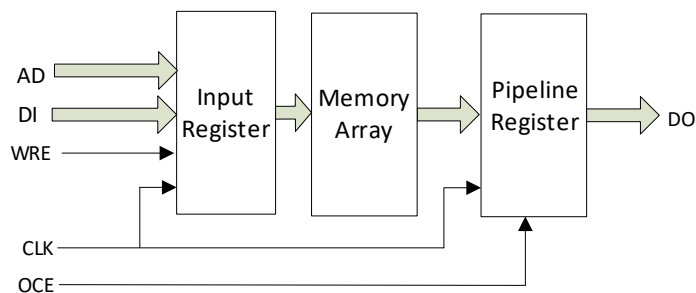 AD
DI
WRE
CLK
OCE
Input
Register
Memory
Array
Pipeline
Register
DO